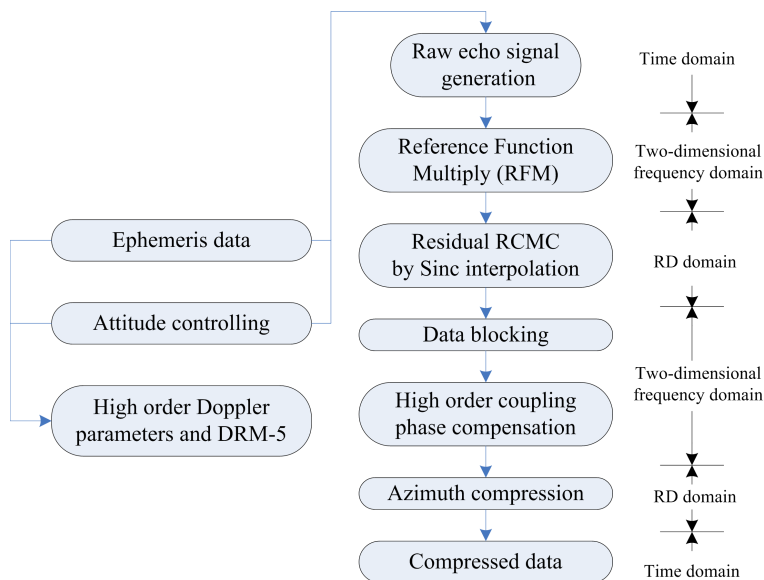 Raw echo signal
generation
Reference Function
Multiply (RFM)
Residual RCMC
by Sinc interpolation
Data blocking
High order coupling
phase compensation
Azimuth compression
Compressed data
Ephemeris data
Attitude controlling
High order Doppler
parameters and DRM-5
Time domain
Two-dimensional
frequency domain
RD domain
Two-dimensional
frequency domain
RD domain
Time domain